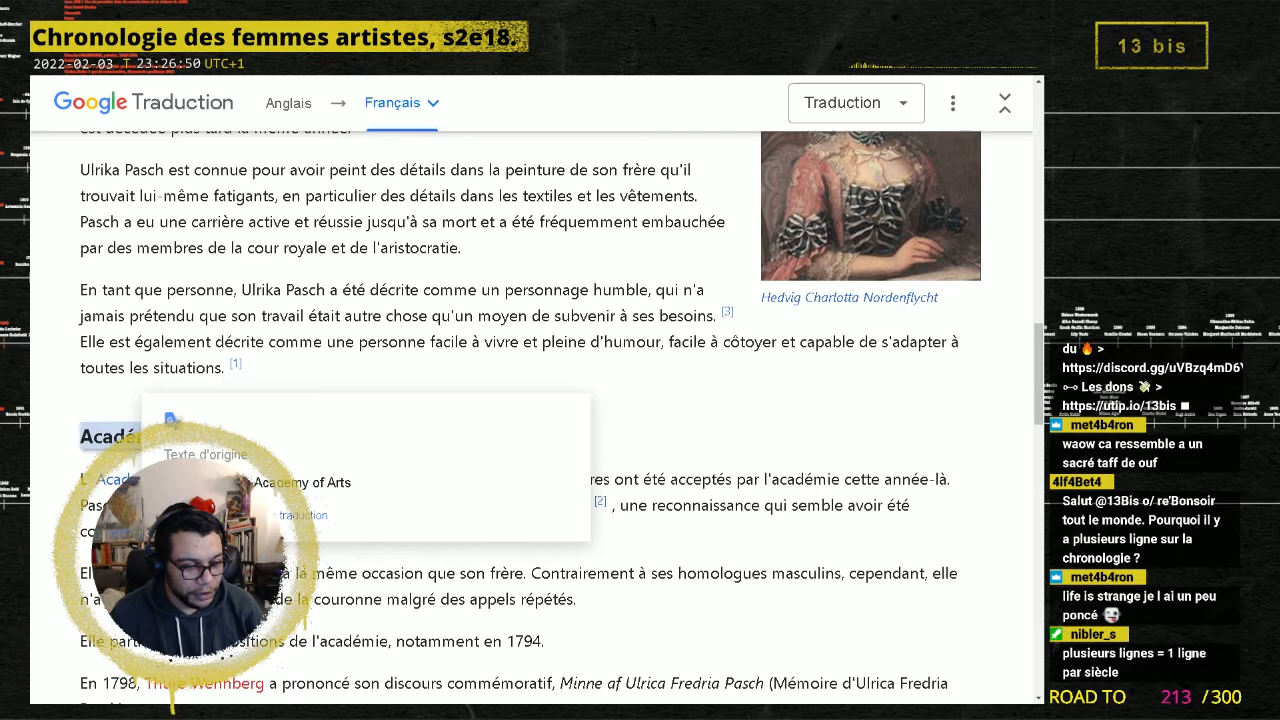 Chronologie des femmes artistes, s2e18.
2022-02-03 T 23:26:50 UTC+1
13 bis
Google Traduction
Anglais → Français
Traduction
Ulrika Pasch est connue pour avoir peint des détails dans la peinture de son frère qu'il
trouvait lui-même fatigants, en particulier des détails dans les textiles et les vêtements.
Pasch a eu une carrière active et réussie jusqu'à sa mort et a été fréquemment embauchée
par des membres de la cour royale et de l'aristocratie.
Hedvig Charlotta Nordenflycht
En tant que personne, Ulrika Pasch a été décrite comme un personnage humble, qui n'a
jamais prétendu que son travail était autre chose qu'un moyen de subvenir à ses besoins. [3]
Elle est également décrite comme une personne facile à vivre et pleine d'humour, facile à côtoyer et capable de s'adapter à
toutes les situations. [1]
Texte d'origine
Academy of Arts
traduction
res ont été acceptés par l'académie cette année-là.
[2] , une reconnaissance qui semble avoir été
à la même occasion que son frère. Contrairement à ses homologues masculins, cependant, elle
n'a de la couronne malgré des appels répétés.
de l'académie, notamment en 1794.
En 1798, Thure Wennberg a prononcé son discours commémoratif, Minne af Ulrica Fredria Pasch (Mémoire d'Ulrica Fredria
du 🔥 >
https://discord.gg/uVBzq4mD6
Les dons 💸 >
https://utip.io/13bis
met4b4ron
waow ca ressemble a un
sacré taff de ouf
4lf4Bet4
Salut @13Bis o/ re'Bonsoir
tout le monde. Pourquoi il y
a plusieurs ligne sur la
chronologie ?
met4b4ron
life is strange je l ai un peu
poncé
nibler_s
plusieurs lignes = 1 ligne
par siècle
ROAD TO 213 /300